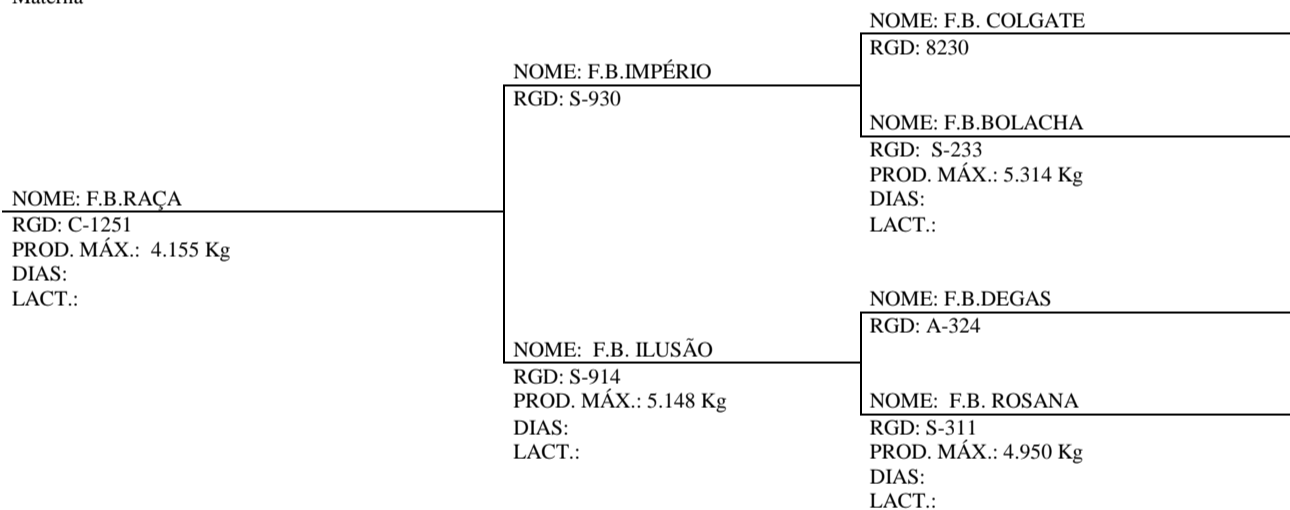 Materna
NOME: F.B. COLGATE
RGD: 8230
NOME: F.B.IMPÉRIO
RGD: S-930
NOME: F.B.BOLACHA
RGD: S-233
PROD. MÁX.: 5.314 Kg
DIAS:
LACT.:
NOME: F.B.RAÇA
RGD: C-1251
PROD. MÁX.: 4.155 Kg
DIAS:
LACT.:
NOME: F.B.DEGAS
RGD: A-324
NOME: F.B. ILUSÃO
RGD: S-914
PROD. MÁX.: 5.148 Kg
DIAS:
LACT.:
NOME: F.B. ROSANA
RGD: S-311
PROD. MÁX.: 4.950 Kg
DIAS:
LACT.: